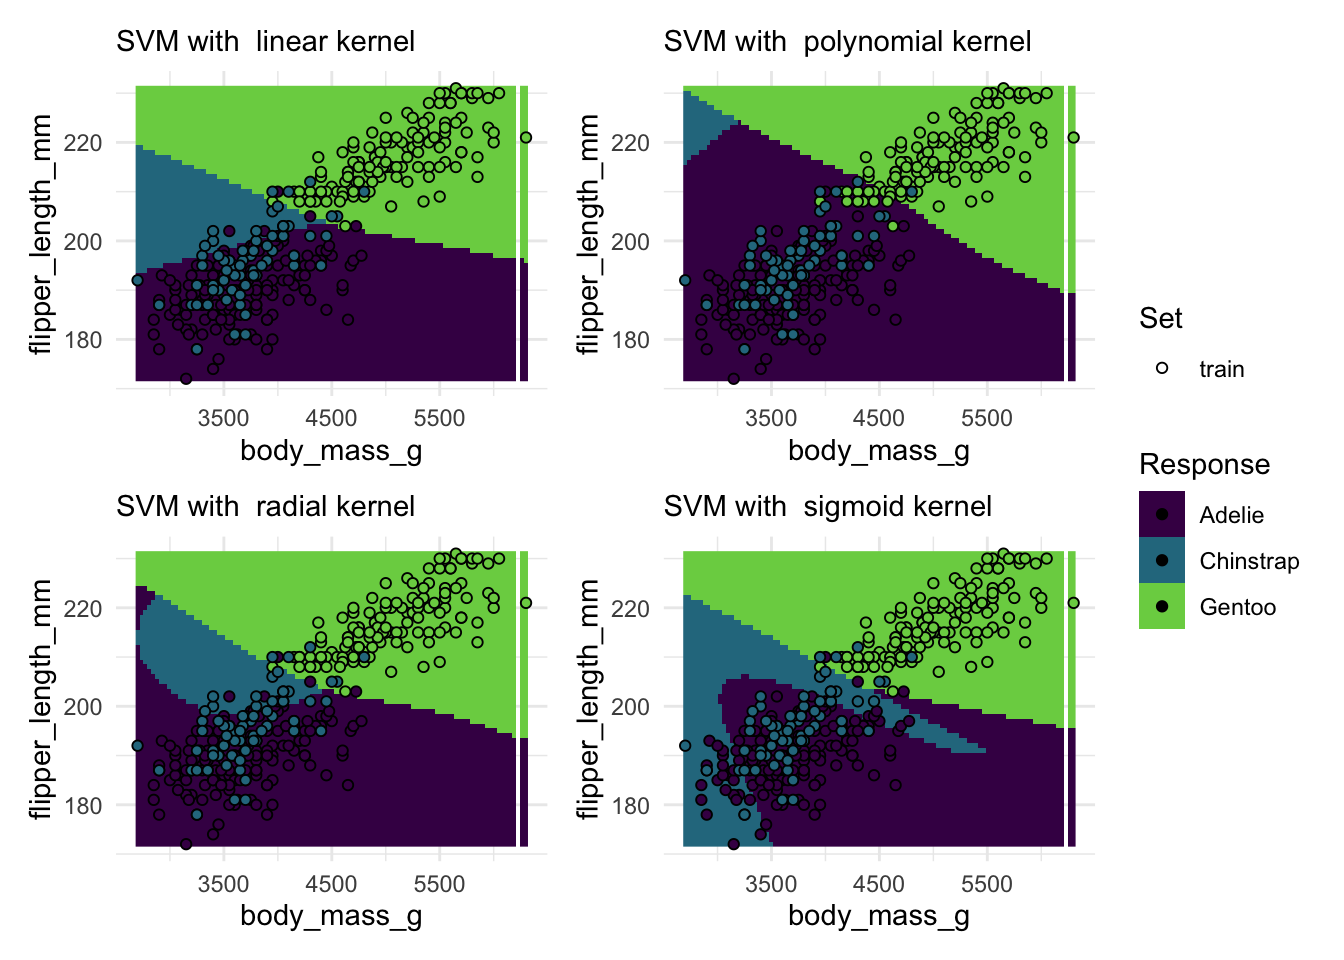 SVM with  linear kernel
flipper_length_mm
220
200
180
3500 4500 5500
body_mass_g
SVM with  polynomial kernel
flipper_length_mm
220
200
180
3500 4500 5500
body_mass_g
SVM with  radial kernel
flipper_length_mm
220
200
180
3500 4500 5500
body_mass_g
SVM with  sigmoid kernel
flipper_length_mm
220
200
180
3500 4500 5500
body_mass_g
Set
train
Response
Adelie
Chinstrap
Gentoo